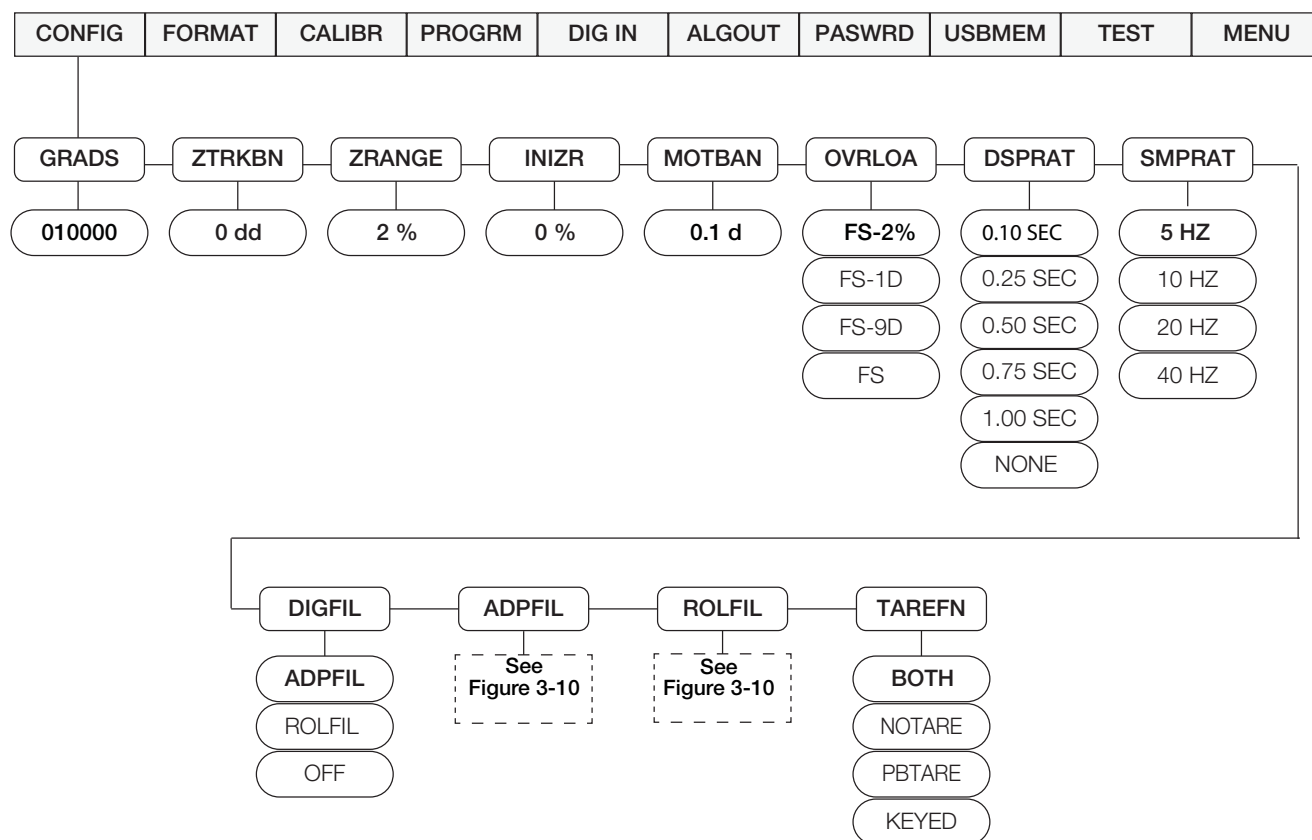 CONFIG FORMAT CALIBR PROGRM DIG IN ALGOUT PASWRD USBMEM TEST MENU
GRADS ZTRKBN ZRANGE INIZR MOTBAN OVRLOA DSPRAT SMPRAT
010000 0 dd 2 % 0 % 0.1 d FS-2% 0.10 SEC 5 HZ
FS-1D 0.25 SEC 10 HZ
FS-9D 0.50 SEC 20 HZ
FS 0.75 SEC 40 HZ
1.00 SEC
NONE
DIGFIL ADPFIL ROLFIL TAREFN
ADPFIL See See BOTH
Figure 3-10 Figure 3-10
ROLFIL NOTARE
OFF PBTARE
KEYED